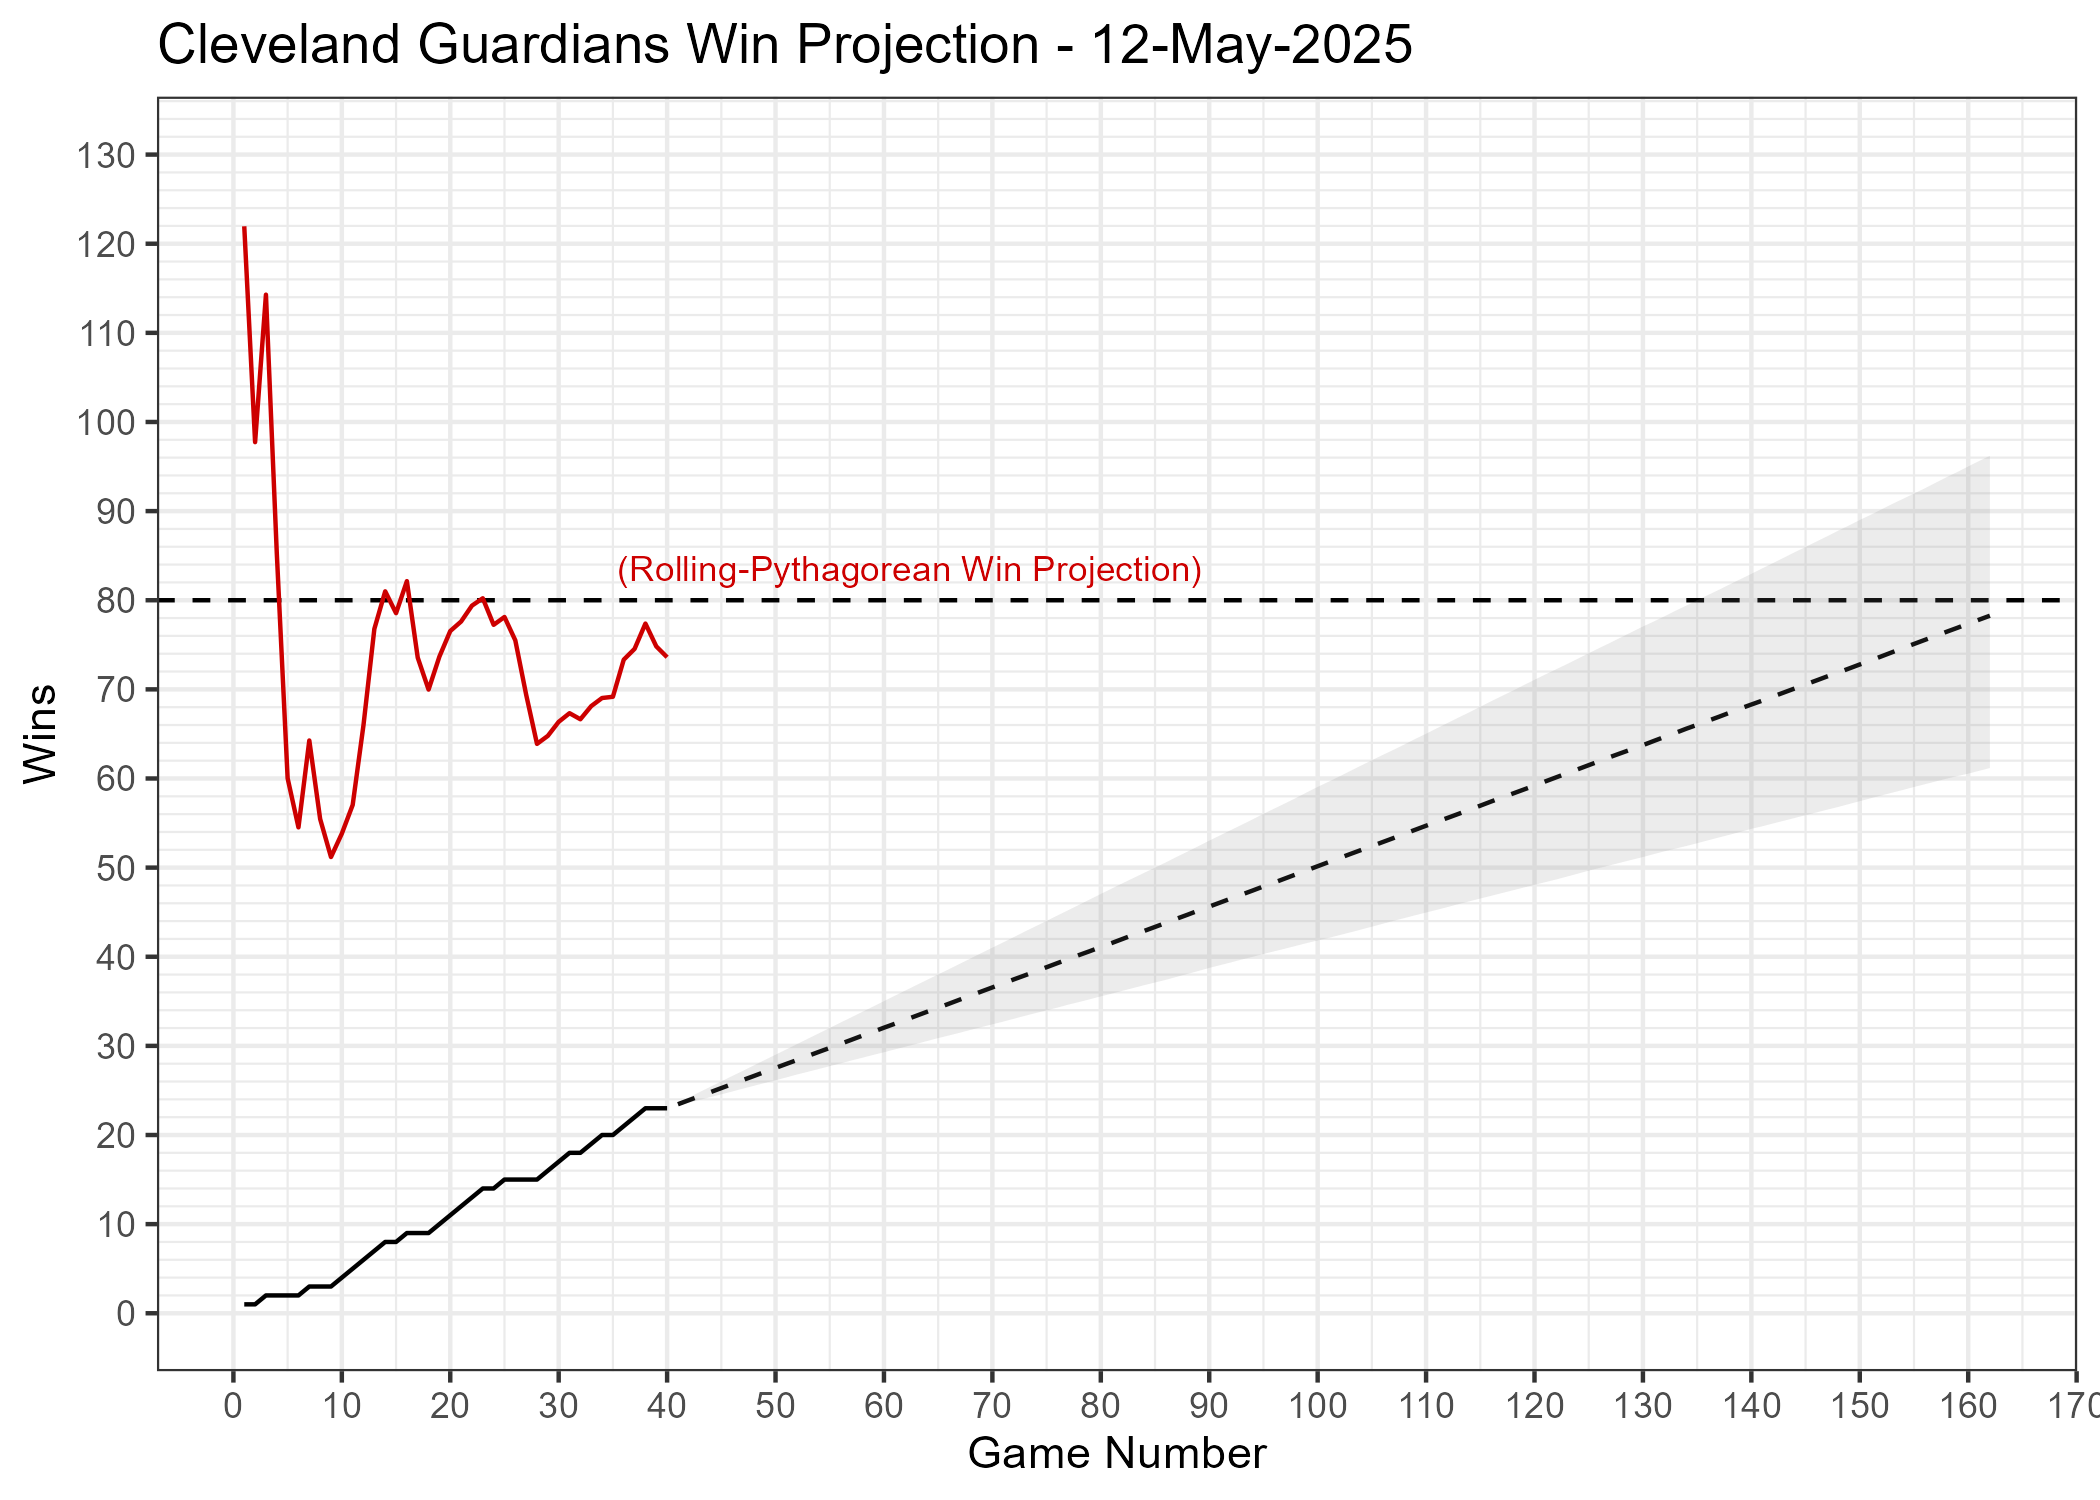 Cleveland Guardians Win Projection - 12-May-2025
130
120
110
100
90
(Rolling-Pythagorean Win Projection)
80
70
Wins
60
50
40
30
20
10
0
0 10 20 30 40 50 60 70 80 90 100 110 120 130 140 150 160 170
Game Number